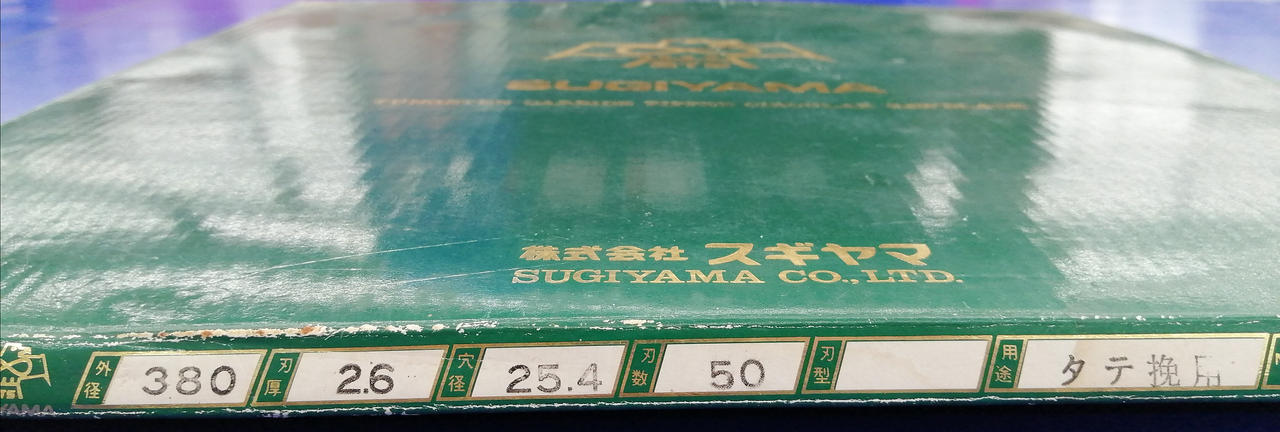 SUGIYAMA
株式会社 スギヤマ
SUGIYAMA CO.,LTD.
外径 380 刃厚 2.6 穴径 25.4 刃数 50 刃型 用途 タテ挽用